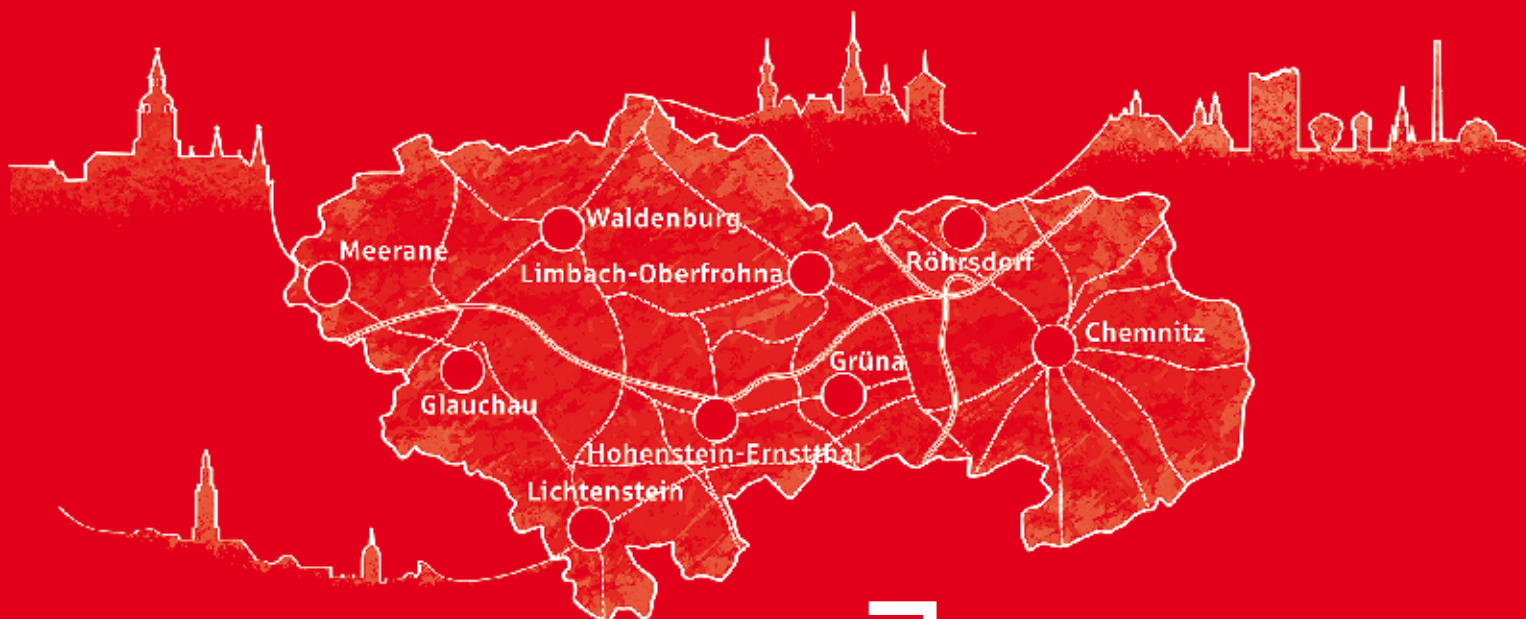 Waldenburg
Meerane
Limbach-Oberfrohna
Röhrsdorf
Chemnitz
Grüna
Glauchau
Hohenstein-Ernstthal
Lichtenstein